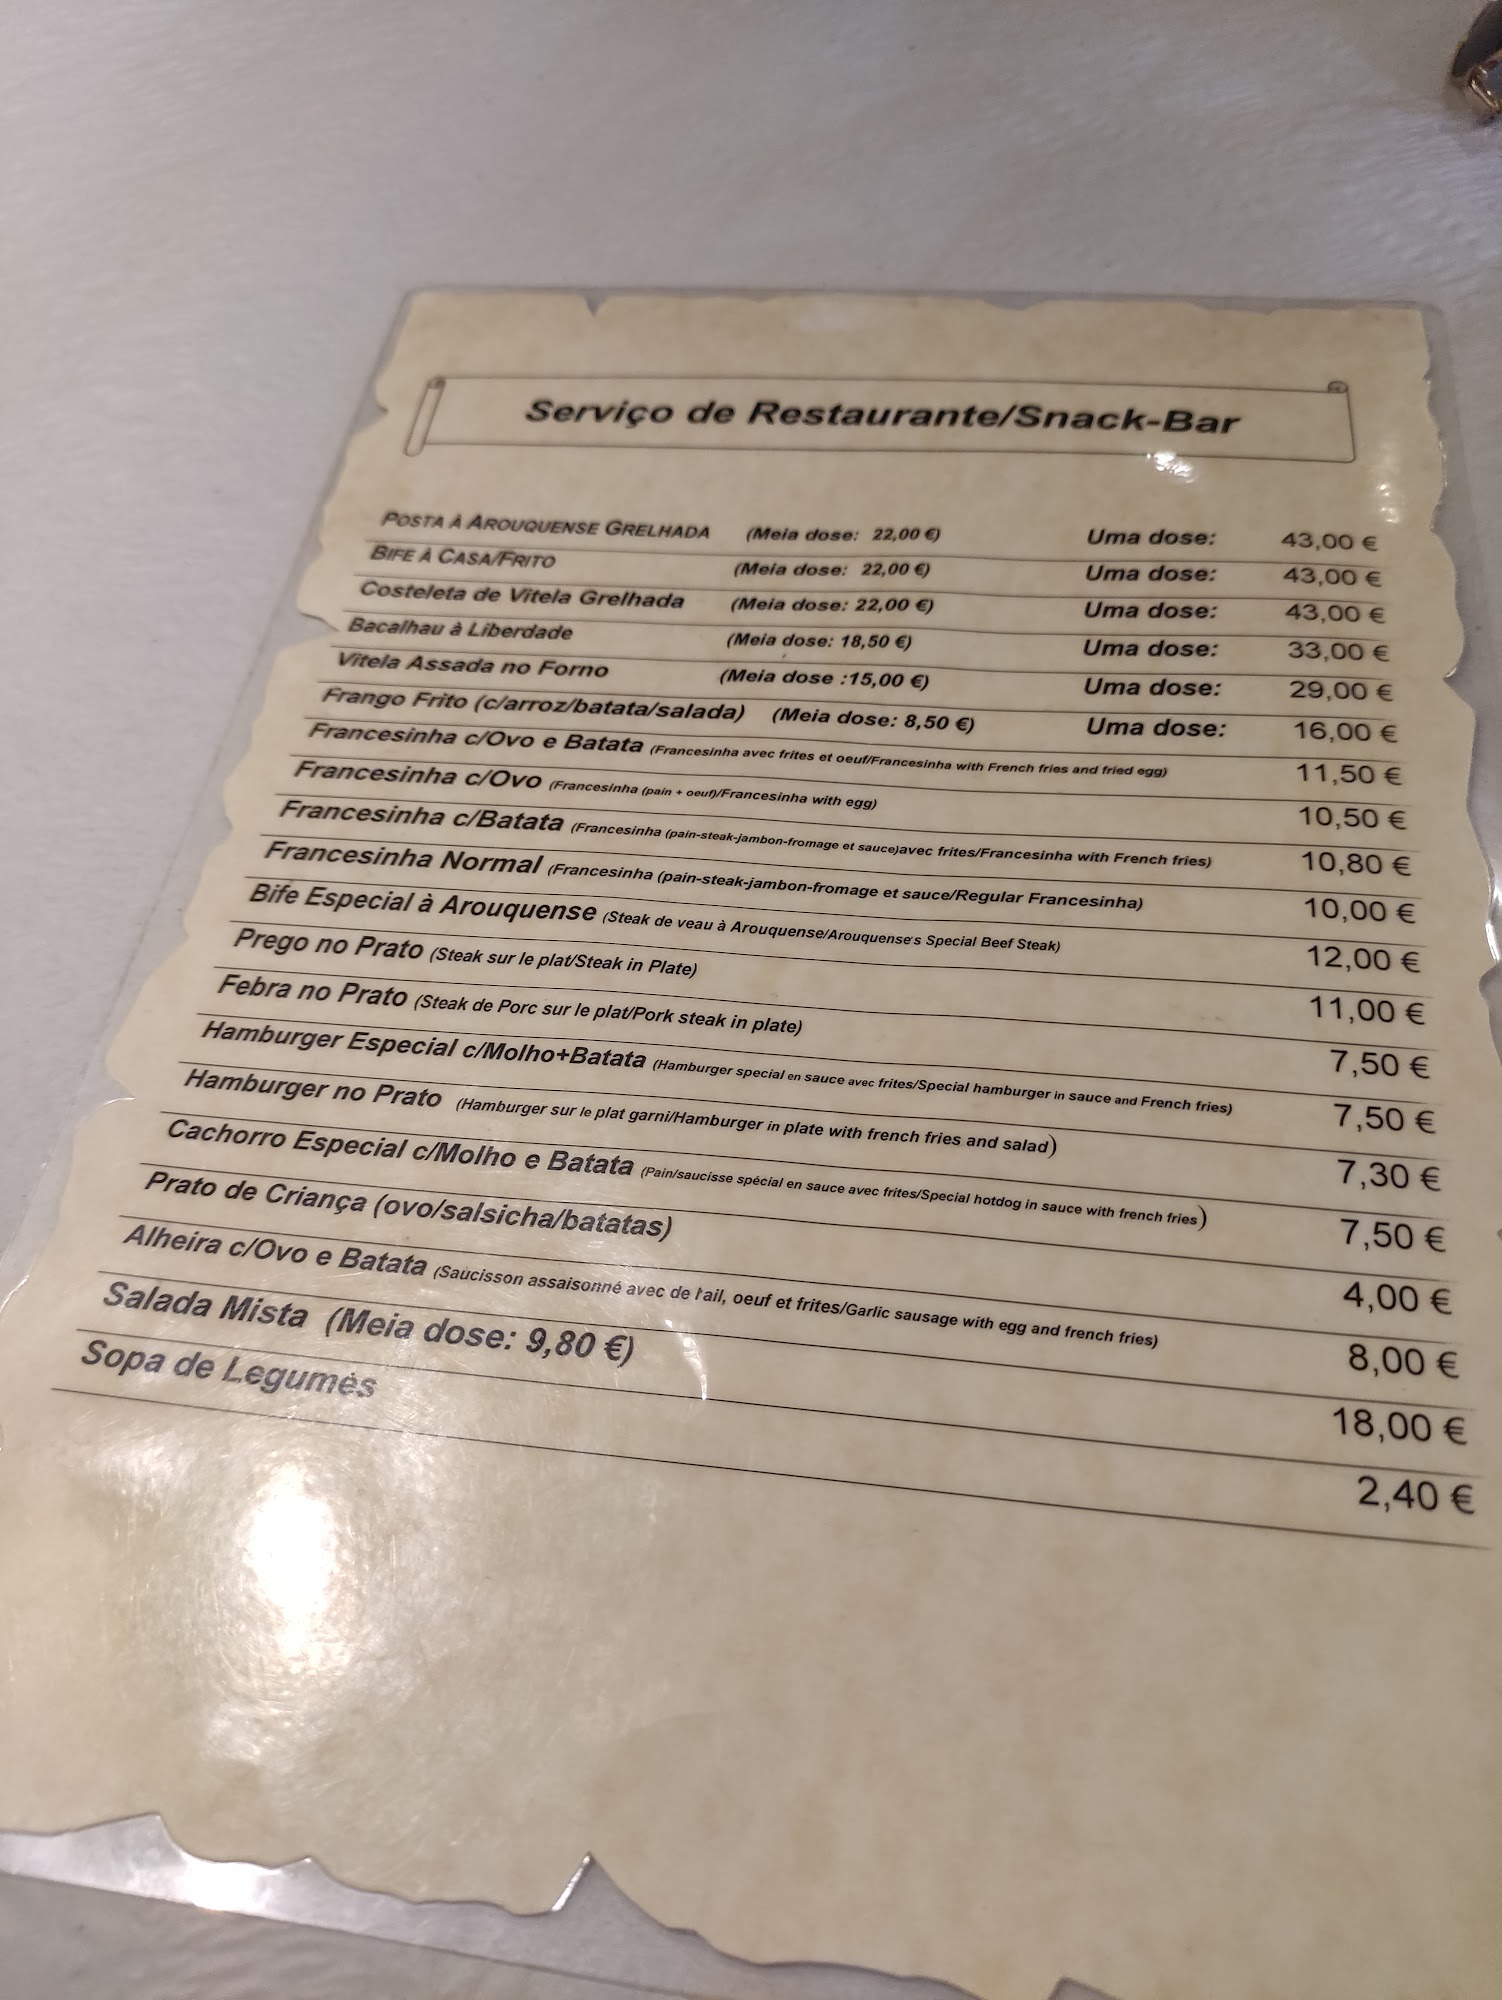 Serviço de Restaurante/Snack-Bar
POSTA À AROUQUENSE GRELHADA (Meia dose: 22,00 €) Uma dose: 43,00 €
BIFE À CASA/FRITO (Meia dose: 22,00 €) Uma dose: 43,00 €
Costeleta de Vitela Grelhada (Meia dose: 22,00 €) Uma dose: 43,00 €
Bacalhau à Liberdade (Meia dose: 18,50 €) Uma dose: 33,00 €
Vitela Assada no Forno (Meia dose :15,00 €) Uma dose: 29,00 €
Frango Frito (c/arroz/batata/salada) (Meia dose: 8,50 €) Uma dose: 16,00 €
Francesinha c/Ovo e Batata (Francesinha avec frites et oeuf/Francesinha with French fries and fried egg) 11,50 €
Francesinha c/Ovo (Francesinha (pain + oeuf)/Francesinha with egg) 10,50 €
Francesinha c/Batata (Francesinha (pain-steak-jambon-fromage et sauce)avec frites/Francesinha with French fries) 10,80 €
Francesinha Normal (Francesinha (pain-steak-jambon-fromage et sauce/Regular Francesinha) 10,00 €
Bife Especial à Arouquense (Steak de veau à Arouquense/Arouquense's Special Beef Steak) 12,00 €
Prego no Prato (Steak sur le plat/Steak in Plate) 11,00 €
Febra no Prato (Steak de Porc sur le plat/Pork steak in plate) 7,50 €
Hamburger Especial c/Molho+Batata (Hamburger special en sauce avec frites/Special hamburger in sauce and French fries) 7,50 €
Hamburger no Prato (Hamburger sur le plat garni/Hamburger in plate with french fries and salad) 7,30 €
Cachorro Especial c/Molho e Batata (Pain/saucisse spécial en sauce avec frites/Special hotdog in sauce with french fries) 7,50 €
Prato de Criança (ovo/salsicha/batatas) 4,00 €
Alheira c/Ovo e Batata (Saucisson assaisonné avec de l'ail, oeuf et frites/Garlic sausage with egg and french fries) 8,00 €
Salada Mista (Meia dose: 9,80 €) 18,00 €
Sopa de Legumes 2,40 €